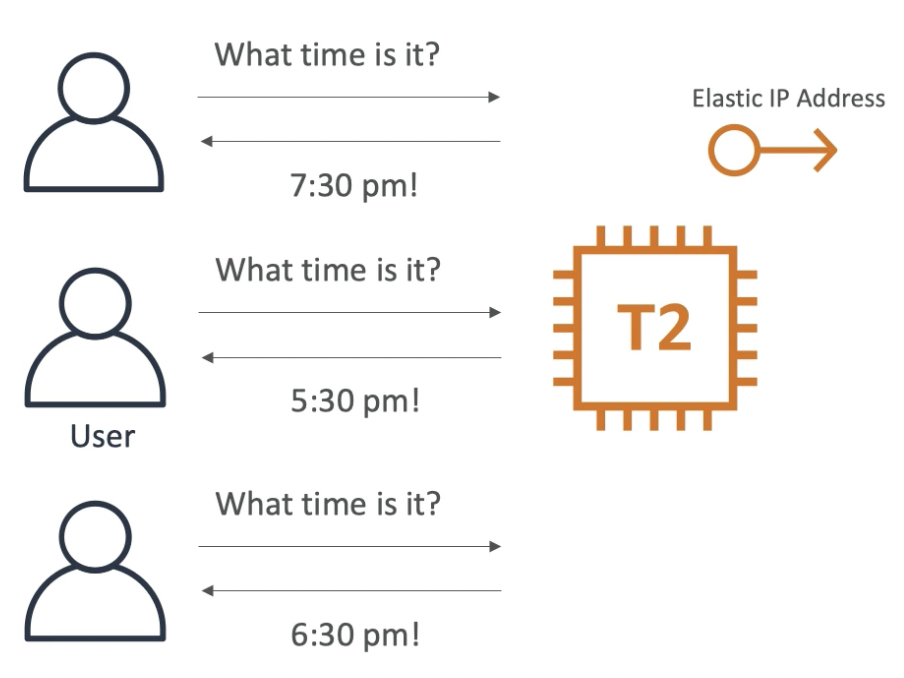 What time is it?
7:30 pm!
Elastic IP Address
What time is it?
5:30 pm!
T2
User
What time is it?
6:30 pm!